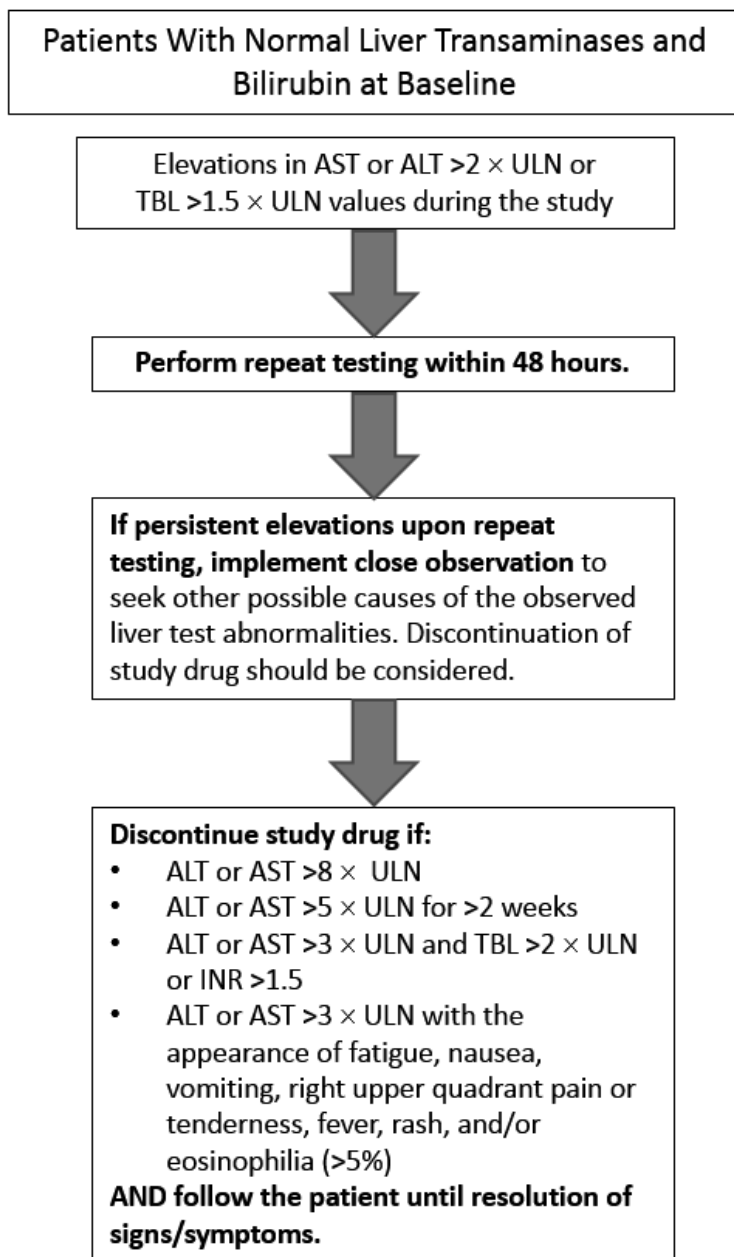 Patients With Normal Liver Transaminases and
Bilirubin at Baseline
Elevations in AST or ALT >2 × ULN or
TBL >1.5 × ULN values during the study
Perform repeat testing within 48 hours.
If persistent elevations upon repeat
testing, implement close observation to
seek other possible causes of the observed
liver test abnormalities. Discontinuation of
study drug should be considered.
Discontinue study drug if:
• ALT or AST >8 × ULN
• ALT or AST >5 × ULN for >2 weeks
• ALT or AST >3 × ULN and TBL >2 × ULN
or INR >1.5
• ALT or AST >3 × ULN with the
appearance of fatigue, nausea,
vomiting, right upper quadrant pain or
tenderness, fever, rash, and/or
eosinophilia (>5%)
AND follow the patient until resolution of
signs/symptoms.